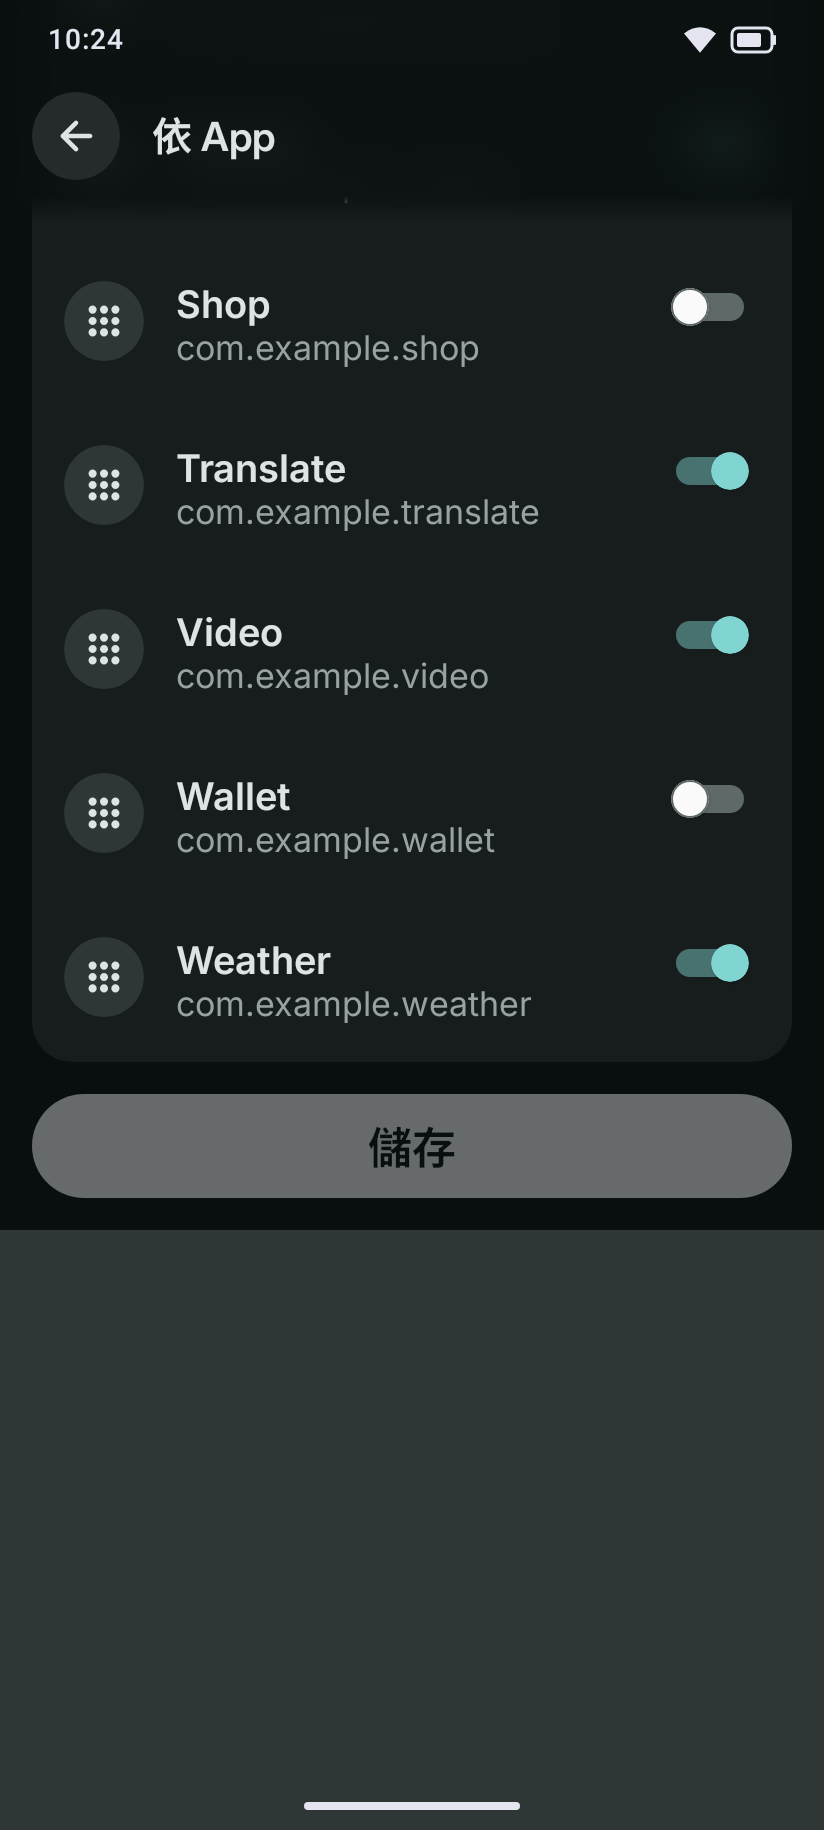 10:24
依 App
Shop
com.example.shop
Translate
com.example.translate
Video
com.example.video
Wallet
com.example.wallet
Weather
com.example.weather
儲存